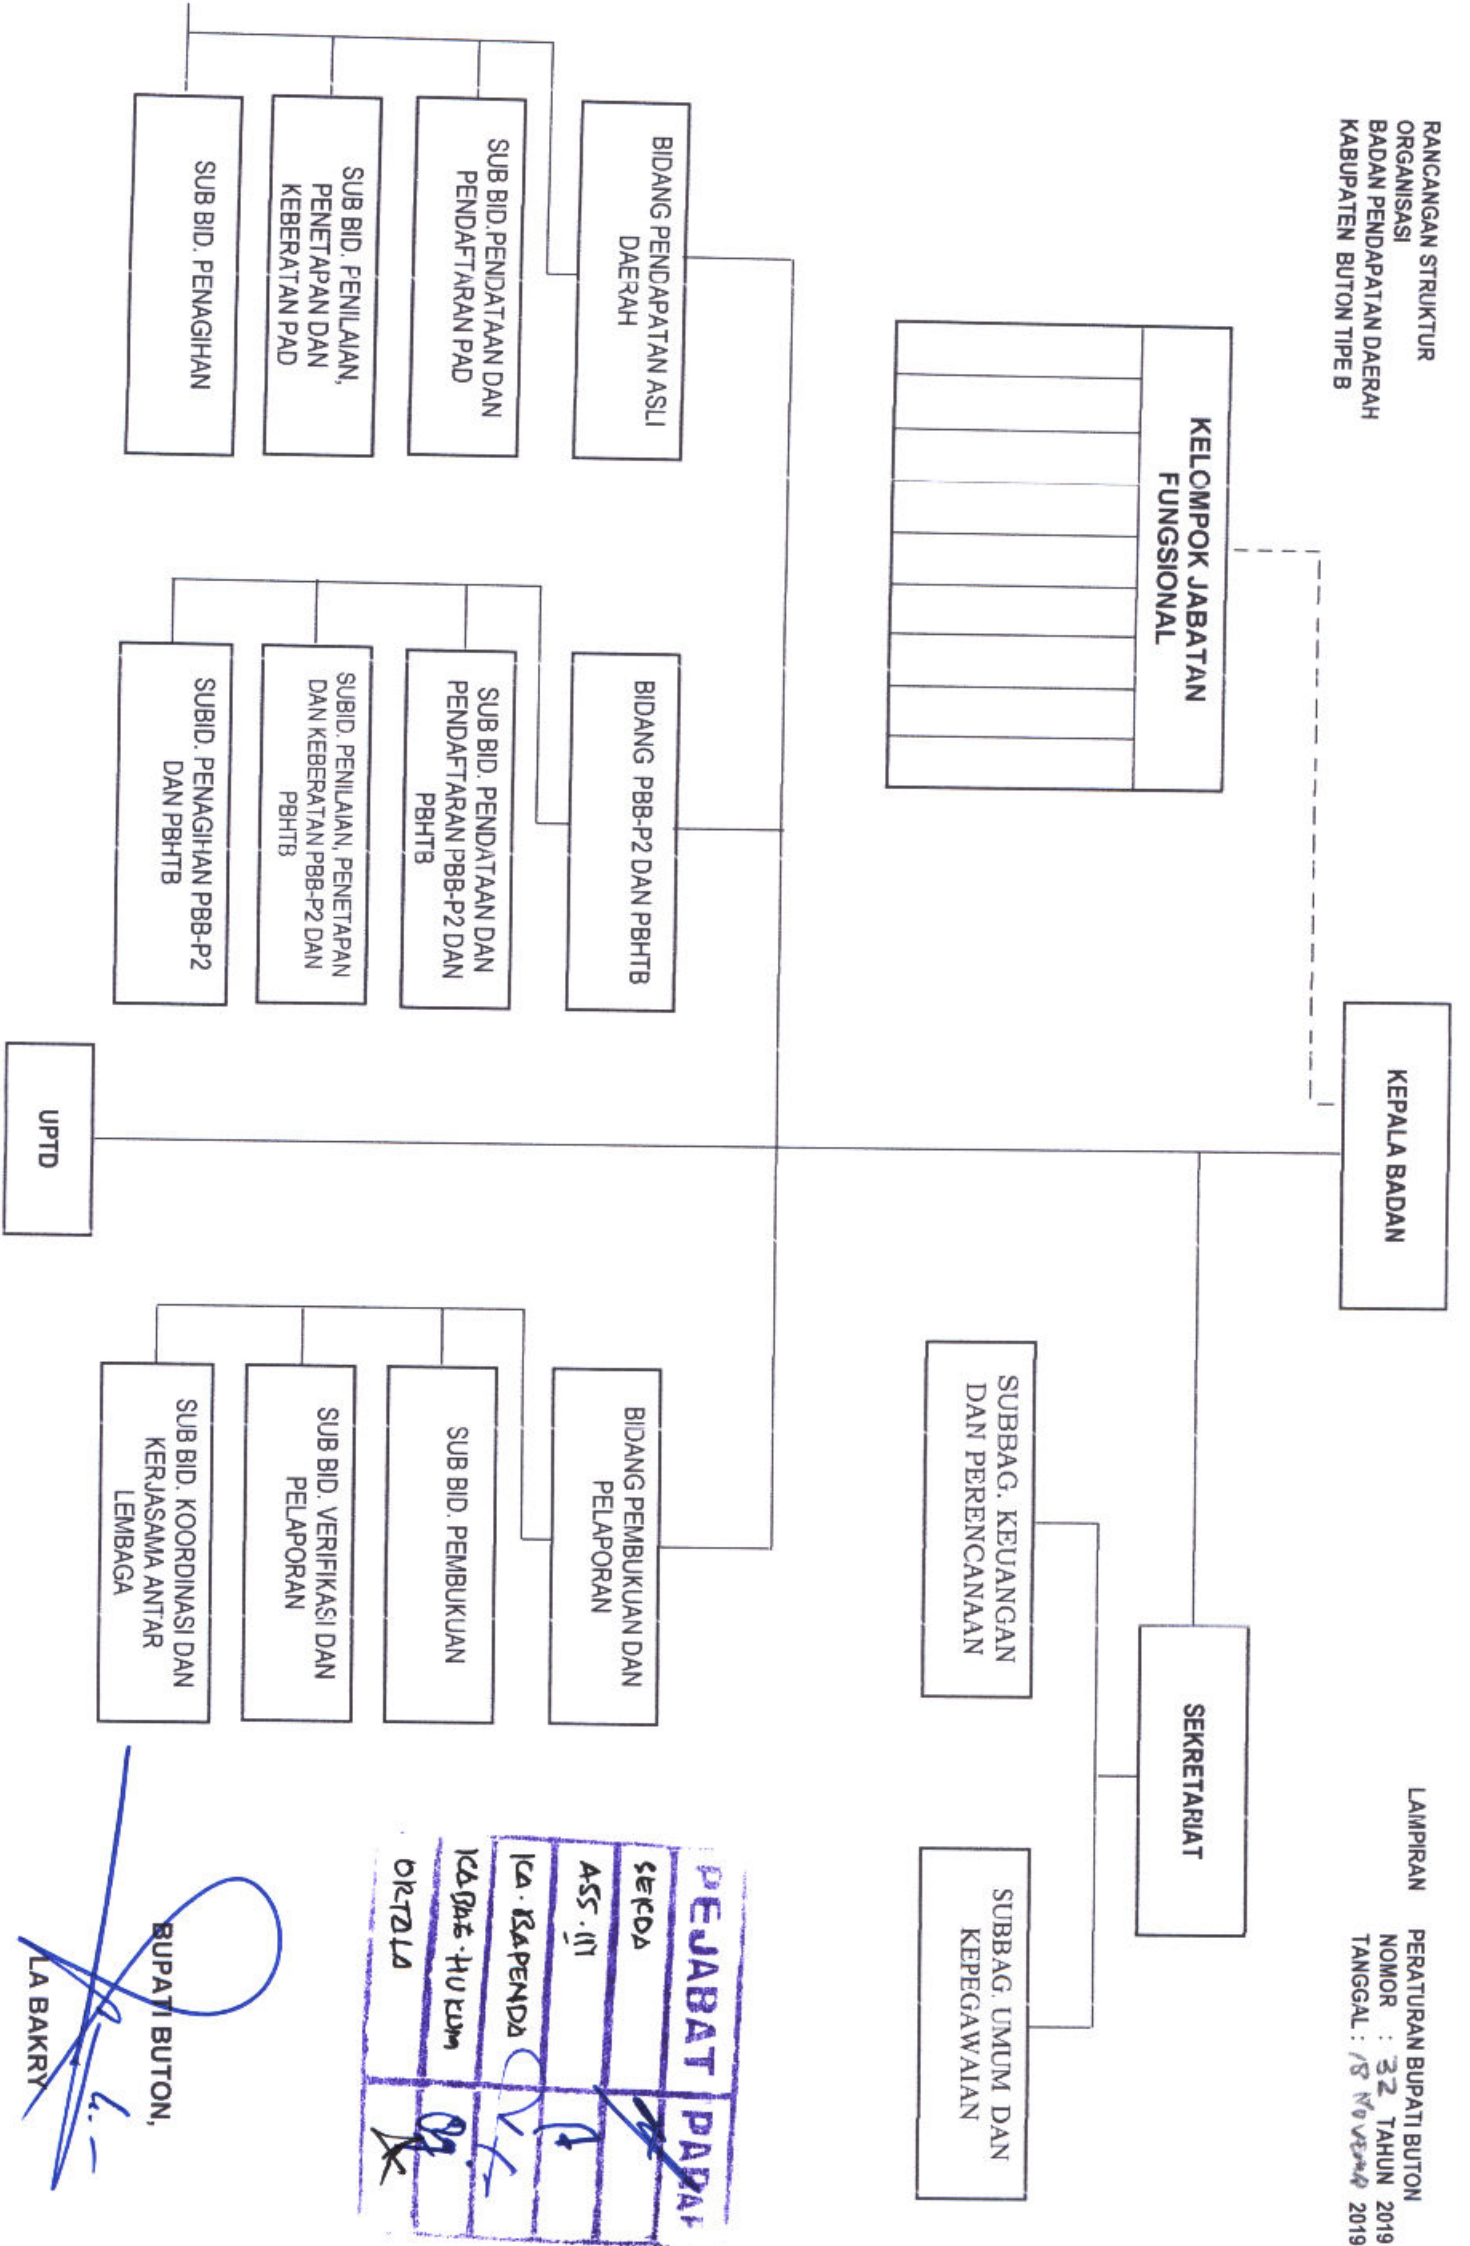 RANCANGAN STRUKTUR
ORGANISASI
BADAN PENDAPATAN DAERAH
KABUPATEN BUTON TIPE B
LAMPIRAN PERATURAN BUPATI BUTON
NOMOR : 32 TAHUN 2019
TANGGAL : 18 November 2019
KEPALA BADAN
KELOMPOK JABATAN
FUNGSIONAL
SEKRETARIAT
SUBBAG. KEUANGAN
DAN PERENCANAAN
SUBBAG. UMUM DAN
KEPEGAWAIAN
BIDANG PENDAPATAN ASLI
DAERAH
SUB BID.PENDATAAN DAN
PENDAFTARAN PAD
SUB BID. PENILAIAN,
PENETAPAN DAN
KEBERATAN PAD
SUB BID. PENAGIHAN
BIDANG PBB-P2 DAN PBHTB
SUB BID. PENDATAAN DAN
PENDAFTARAN PBB-P2 DAN
PBHTB
SUBID. PENILAIAN, PENETAPAN
DAN KEBERATAN PBB-P2 DAN
PBHTB
SUBID. PENAGIHAN PBB-P2
DAN PBHTB
BIDANG PEMBUKUAN DAN
PELAPORAN
SUB BID. PEMBUKUAN
SUB BID. VERIFIKASI DAN
PELAPORAN
SUB BID. KOORDINASI DAN
KERJASAMA ANTAR
LEMBAGA
UPTD
PEJABAT PARAF
SEKDA
ASS. III
KA. BAPENDA
KABAG. HUKUM
ORTALA
BUPATI BUTON,
LA BAKRY